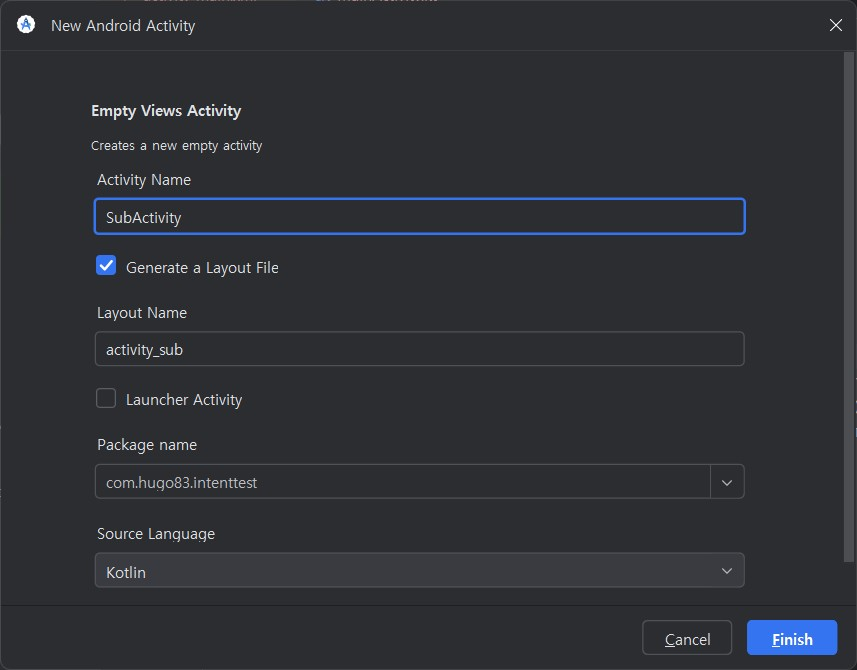 New Android Activity
Empty Views Activity
Creates a new empty activity
Activity Name
SubActivity
Generate a Layout File
Layout Name
activity_sub
Launcher Activity
Package name
com.hugo83.intenttest
Source Language
Kotlin
Cancel
Finish